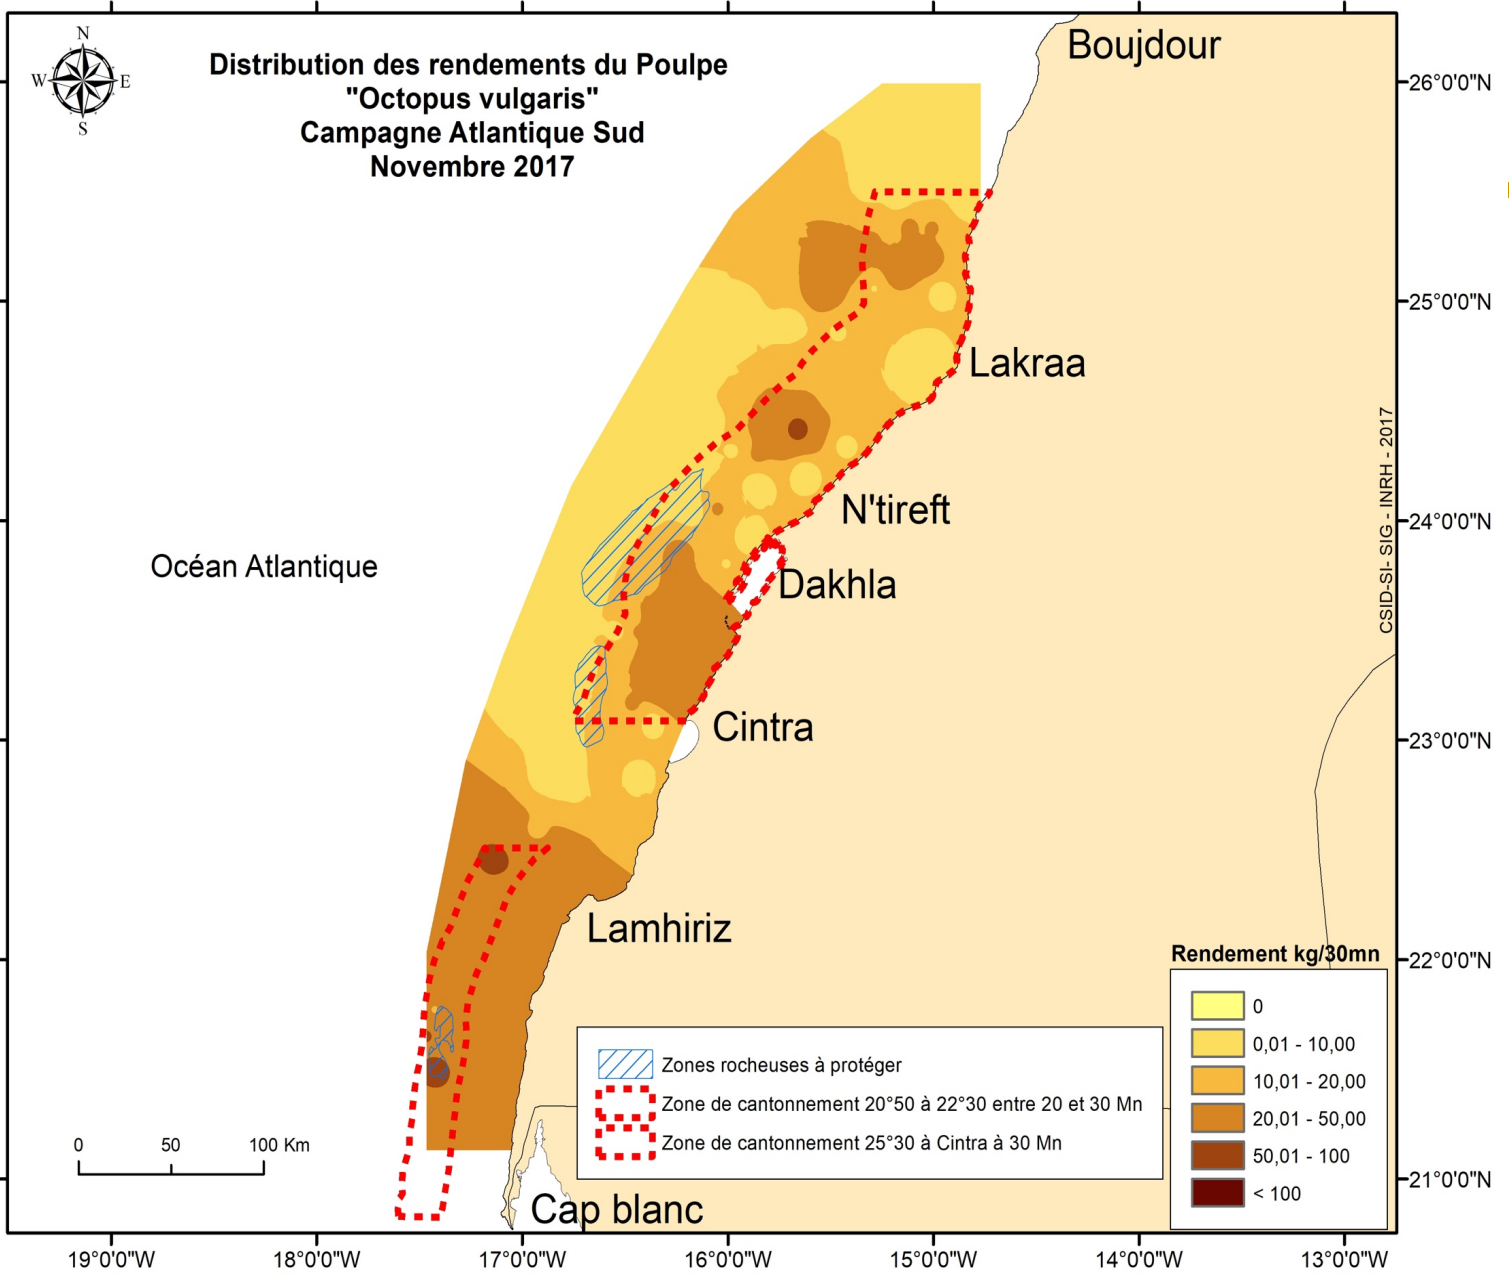 N
W E
S
Distribution des rendements du Poulpe
"Octopus vulgaris"
Campagne Atlantique Sud
Novembre 2017
Boujdour
26°0'0"N
25°0'0"N
Lakraa
N'tireft
24°0'0"N
Océan Atlantique
Dakhla
CSID-SI- SIG - INRH - 2017
Cintra
23°0'0"N
Lamhiriz
22°0'0"N
Rendement kg/30mn
0
0,01 - 10,00
10,01 - 20,00
20,01 - 50,00
50,01 - 100
< 100
Zones rocheuses à protéger
Zone de cantonnement 20°50 à 22°30 entre 20 et 30 Mn
Zone de cantonnement 25°30 à Cintra à 30 Mn
0 50 100 Km
21°0'0"N
Cap blanc
19°0'0"W 18°0'0"W 17°0'0"W 16°0'0"W 15°0'0"W 14°0'0"W 13°0'0"W